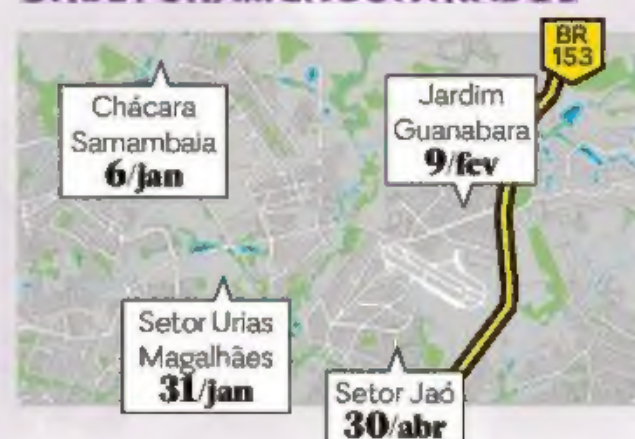 BR
153
Chácara
Samambaia
6/jan
Jardim
Guanabara
9/fev
Setor Urias
Magalhães
31/jan
Setor Jaó
30/abr